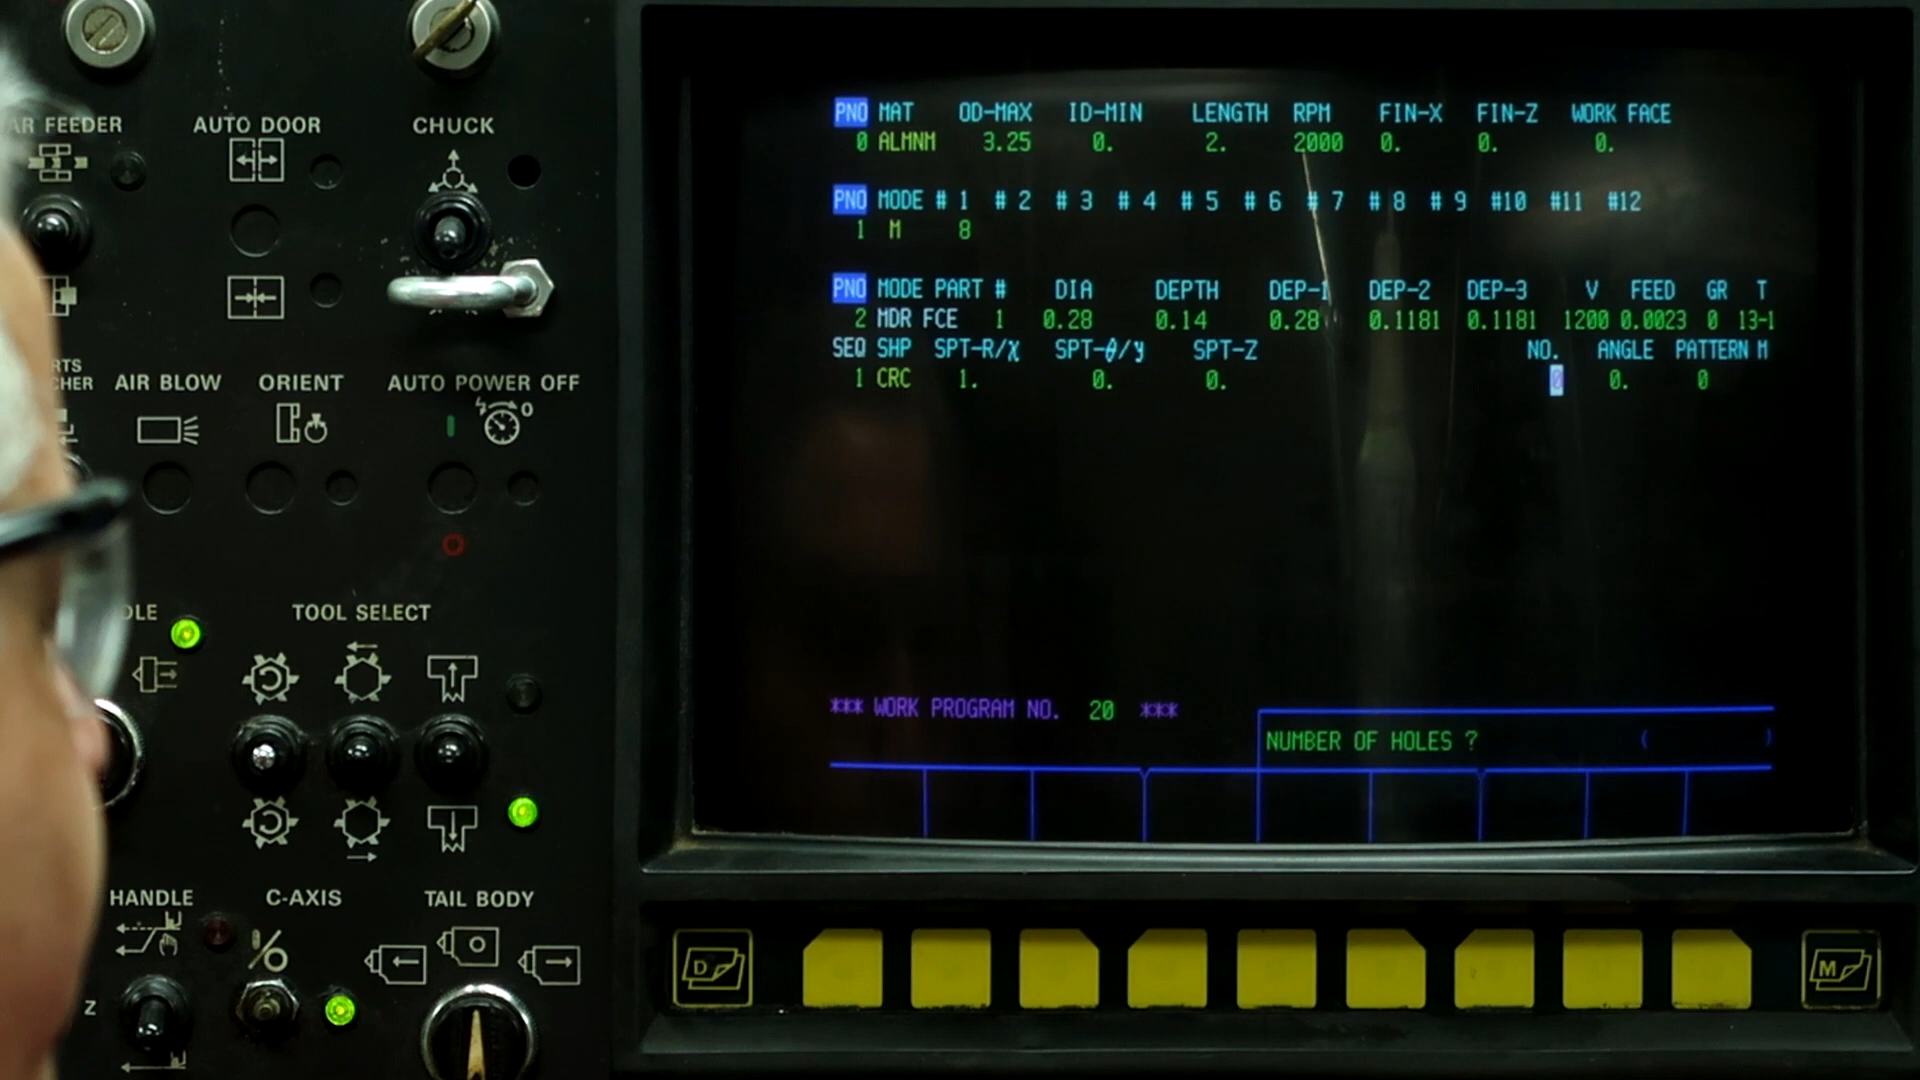 AR FEEDER
AUTO DOOR
CHUCK
RTS
CHER
AIR BLOW
ORIENT
AUTO POWER OFF
O
DLE
TOOL SELECT
HANDLE
C-AXIS
TAIL BODY
Z
PNO MAT OD-MAX ID-MIN LENGTH RPM FIN-X FIN-Z WORK FACE
0 ALMNM 3.25 0. 2. 2000 0. 0. 0.
PNO MODE # 1 # 2 # 3 # 4 # 5 # 6 # 7 # 8 # 9 #10 #11 #12
1 M 8
PNO MODE PART # DIA DEPTH DEP-1 DEP-2 DEP-3 V FEED GR T
2 MDR FCE 1 0.28 0.14 0.28 0.1181 0.1181 1200 0.0023 0 13-1
SEQ SHP SPT-R/χ SPT-θ/y SPT-Z NO. ANGLE PATTERN M
1 CRC 1. 0. 0. 0 0. 0
*** WORK PROGRAM NO. 20 ***
NUMBER OF HOLES ? ( )
D
M